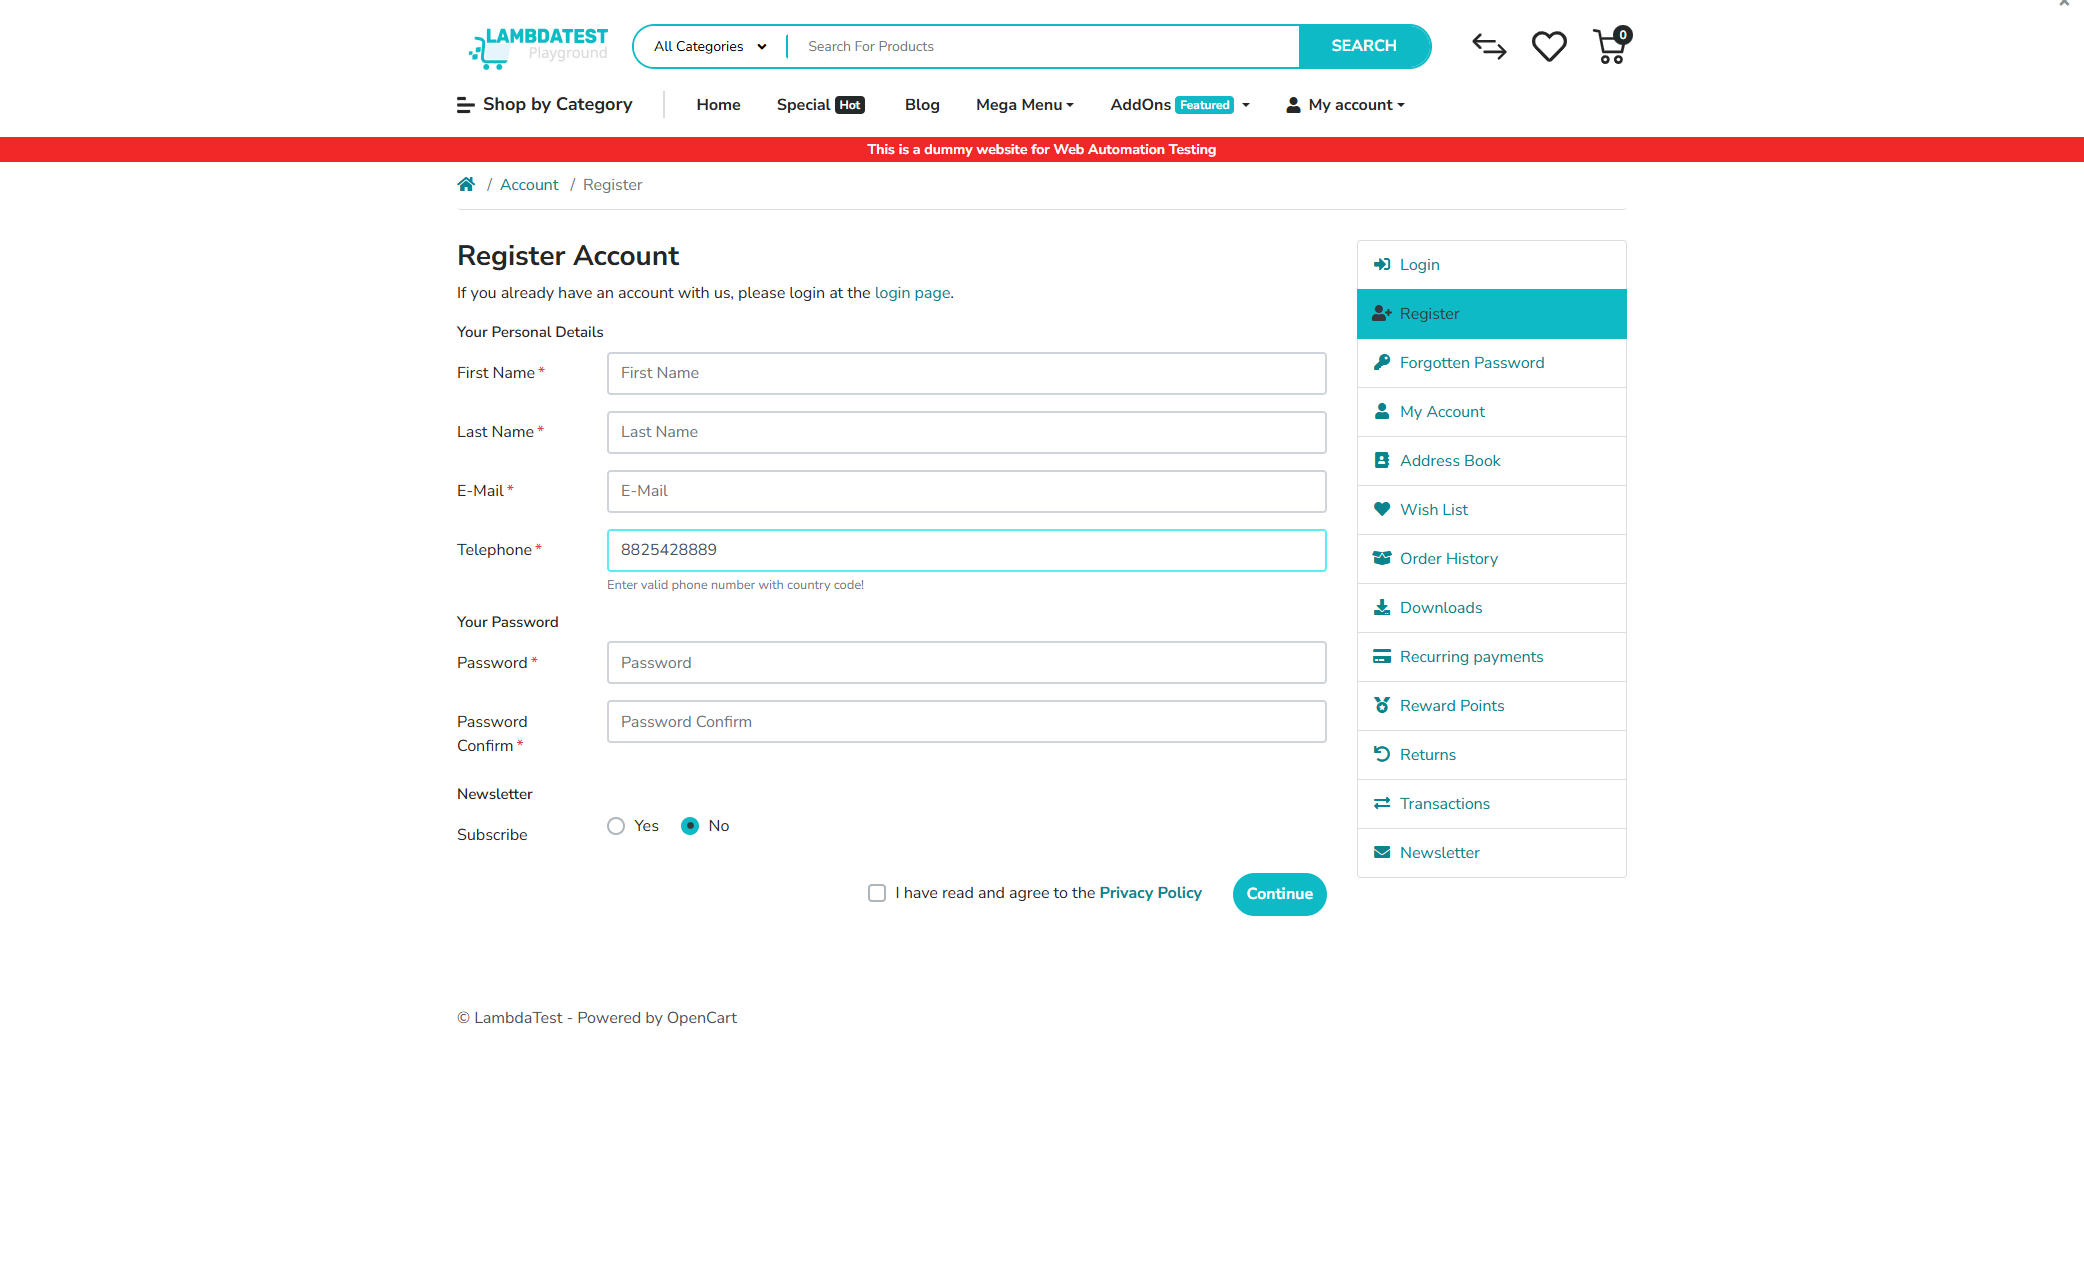 LAMBDATEST
Playground
All Categories
Search For Products
SEARCH
0
Shop by Category
Home
Special Hot
Blog
Mega Menu
AddOns Featured
My account
This is a dummy website for Web Automation Testing
/ Account / Register
Register Account
If you already have an account with us, please login at the login page.
Your Personal Details
First Name *
First Name
Last Name *
Last Name
E-Mail *
E-Mail
Telephone *
8825428889
Enter valid phone number with country code!
Your Password
Password *
Password
Password
Confirm *
Password Confirm
Newsletter
Subscribe
Yes
No
I have read and agree to the Privacy Policy
Continue
Login
Register
Forgotten Password
My Account
Address Book
Wish List
Order History
Downloads
Recurring payments
Reward Points
Returns
Transactions
Newsletter
© LambdaTest - Powered by OpenCart